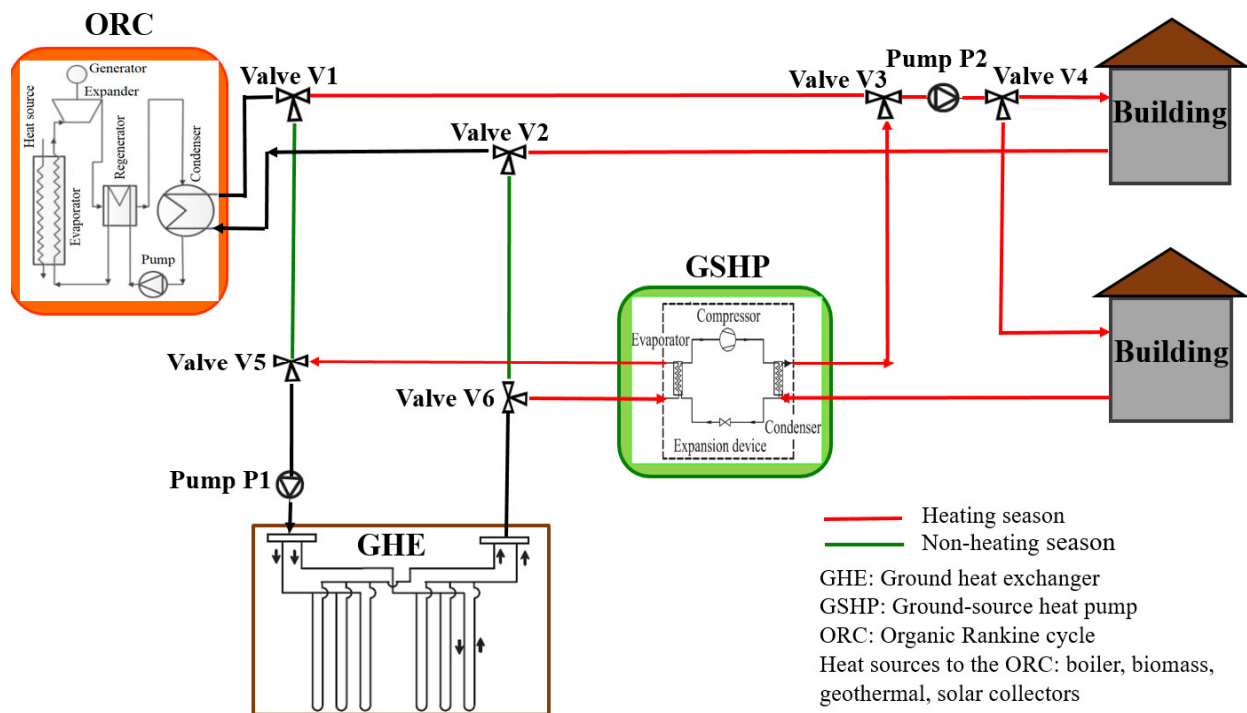 ORC
Generator
Expander
Heat source
Regenerator
Condenser
Evaporator
Pump
Valve V1
Valve V2
Valve V3
Pump P2
Valve V4
Building
GSHP
Compressor
Evaporator
Condenser
Expansion device
Building
Valve V5
Valve V6
Pump P1
GHE
Heating season
Non-heating season
GHE: Ground heat exchanger
GSHP: Ground-source heat pump
ORC: Organic Rankine cycle
Heat sources to the ORC: boiler, biomass,
geothermal, solar collectors